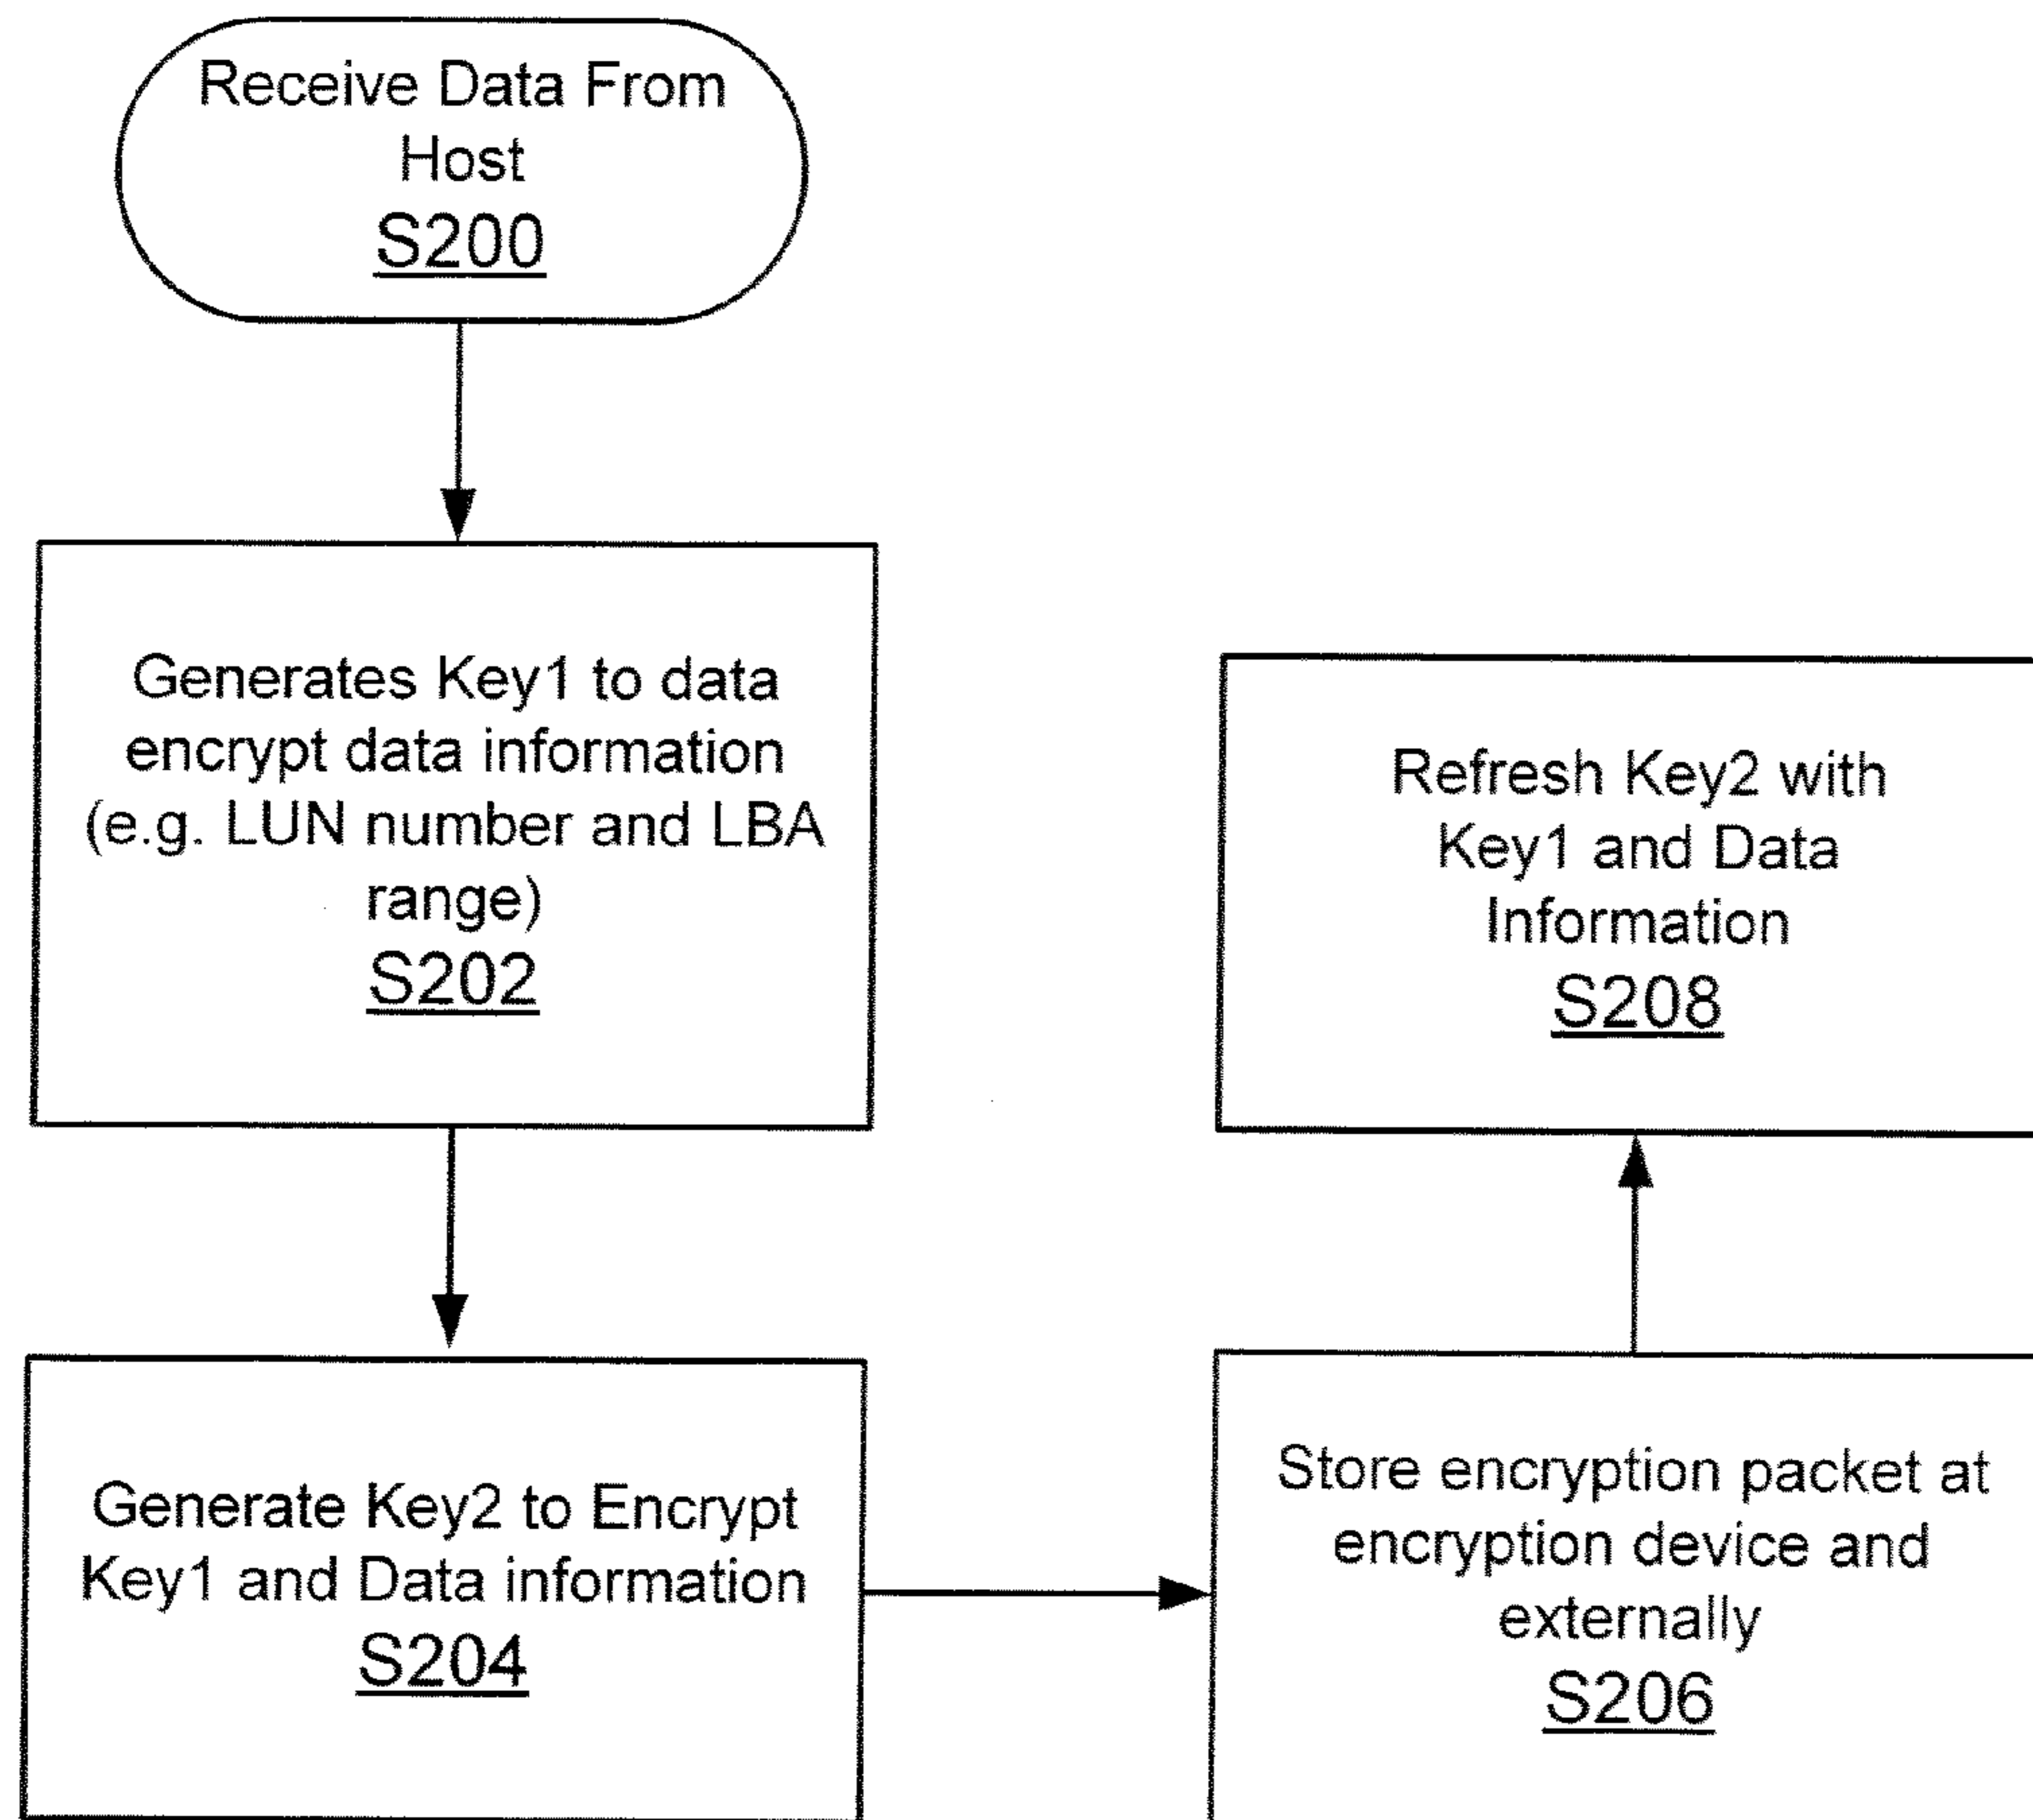 Receive Data From
Host
S200
Generates Key1 to data
encrypt data information
(e.g. LUN number and LBA
range)
S202
Generate Key2 to Encrypt
Key1 and Data information
S204
Store encryption packet at
encryption device and
externally
S206
Refresh Key2 with
Key1 and Data
Information
S208